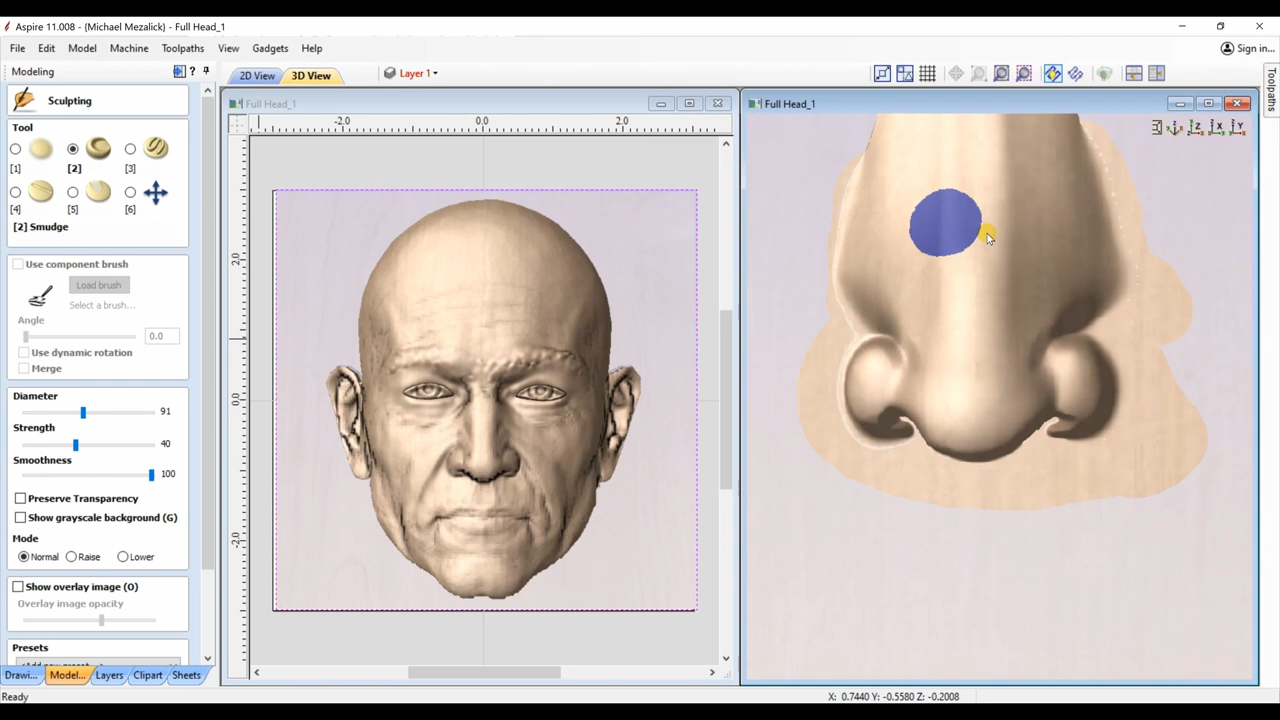 Aspire 11.008 - {Michael Mezalick} - Full Head_1
File Edit Model Machine Toolpaths View Gadgets Help
Sign in...
Modeling
?
2D View 3D View Layer 1
Toolpaths
Sculpting
Full Head_1
Full Head_1
Tool
-2.0 0.0 2.0
Z X Y
[1] [2] [3]
[4] [5] [6]
[2] Smudge
2.0
0.0
-2.0
Use component brush
Load brush
Select a brush...
Angle
0.0
Use dynamic rotation
Merge
Diameter
91
Strength
40
Smoothness
100
Preserve Transparency
Show grayscale background (G)
Mode
Normal Raise Lower
Show overlay image (O)
Overlay image opacity
Presets
Drawi... Model... Layers Clipart Sheets
Ready
X: 0.7440 Y: -0.5580 Z: -0.2008